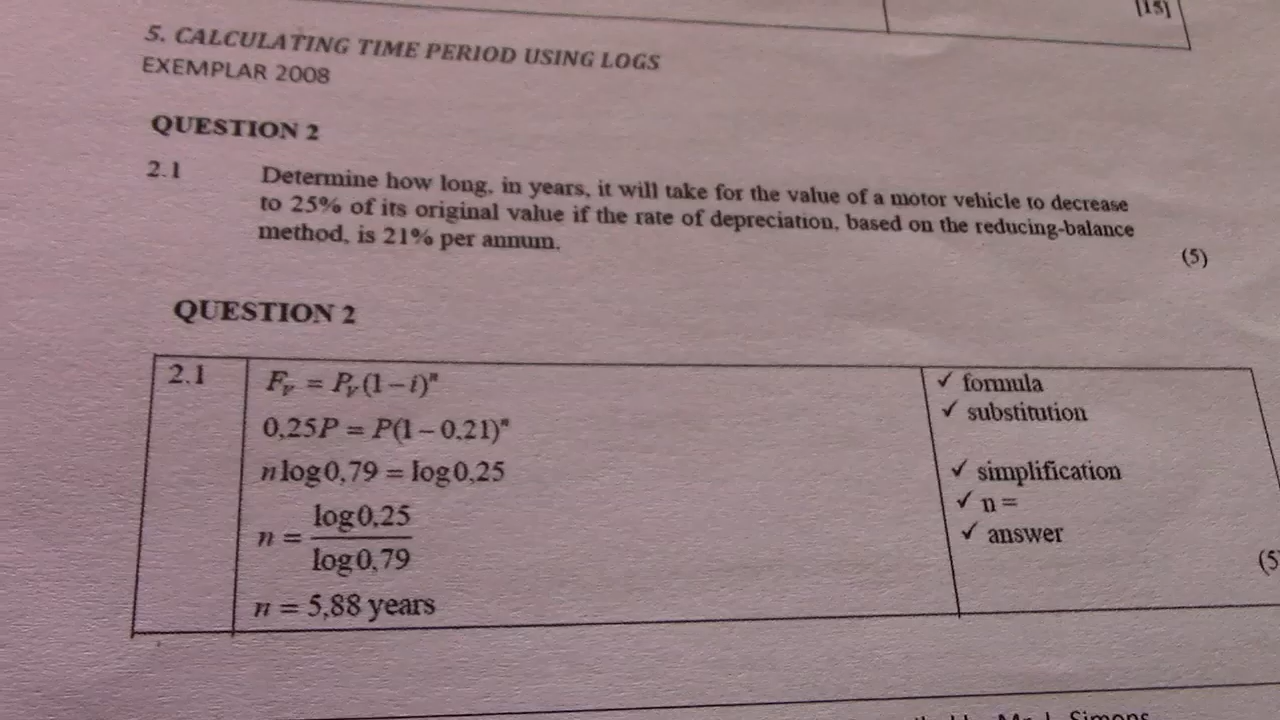 [15]
5. CALCULATING TIME PERIOD USING LOGS
EXEMPLAR 2008
QUESTION 2
2.1 Determine how long, in years, it will take for the value of a motor vehicle to decrease
to 25% of its original value if the rate of depreciation, based on the reducing-balance
method, is 21% per annum.
(5)
QUESTION 2
2.1 Fᵥ = Pᵥ(1 – i)ⁿ ✓ formula
0,25P = P(1 – 0.21)ⁿ ✓ substitution
n log 0,79 = log 0,25 ✓ simplification
n = log 0,25 / log 0,79 ✓ n =
✓ answer
(5
n = 5,88 years
Mr J. Simons